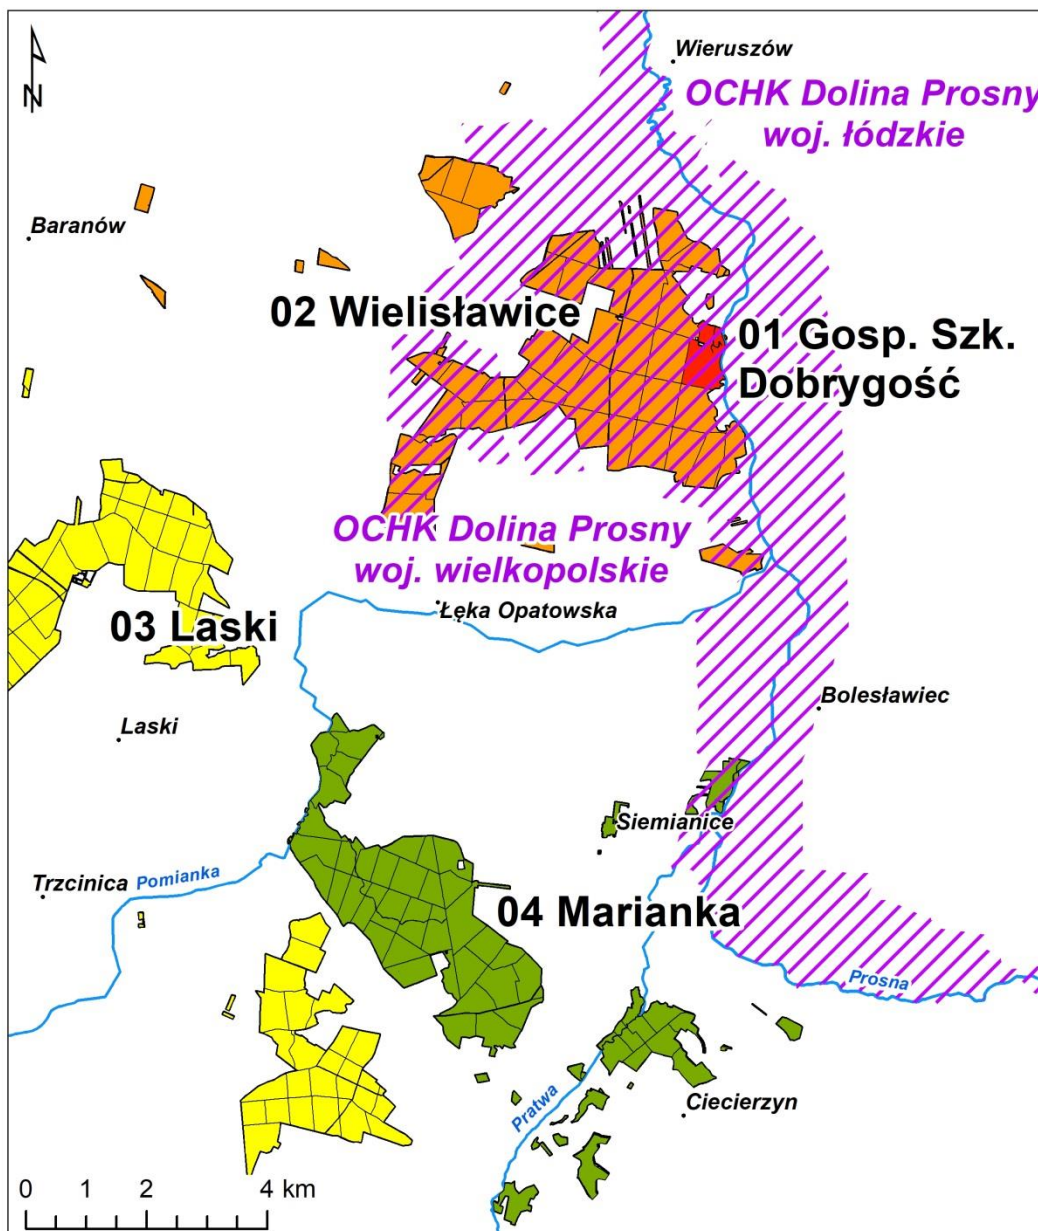 N
Wieruszów
OCHK Dolina Prosny
woj. łódzkie
Baranów
02 Wielisławice
01 Gosp. Szk.
Dobrygość
OCHK Dolina Prosny
woj. wielkopolskie
Łęka Opatowska
03 Laski
Bolesławiec
Laski
Siemianice
Trzcinica
Pomianka
04 Marianka
Prosna
Pratwa
Ciecierzyn
0 1 2 4 km